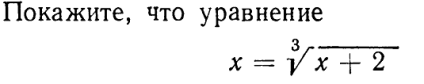 Покажите, что уравнение
x = ∛(x + 2)